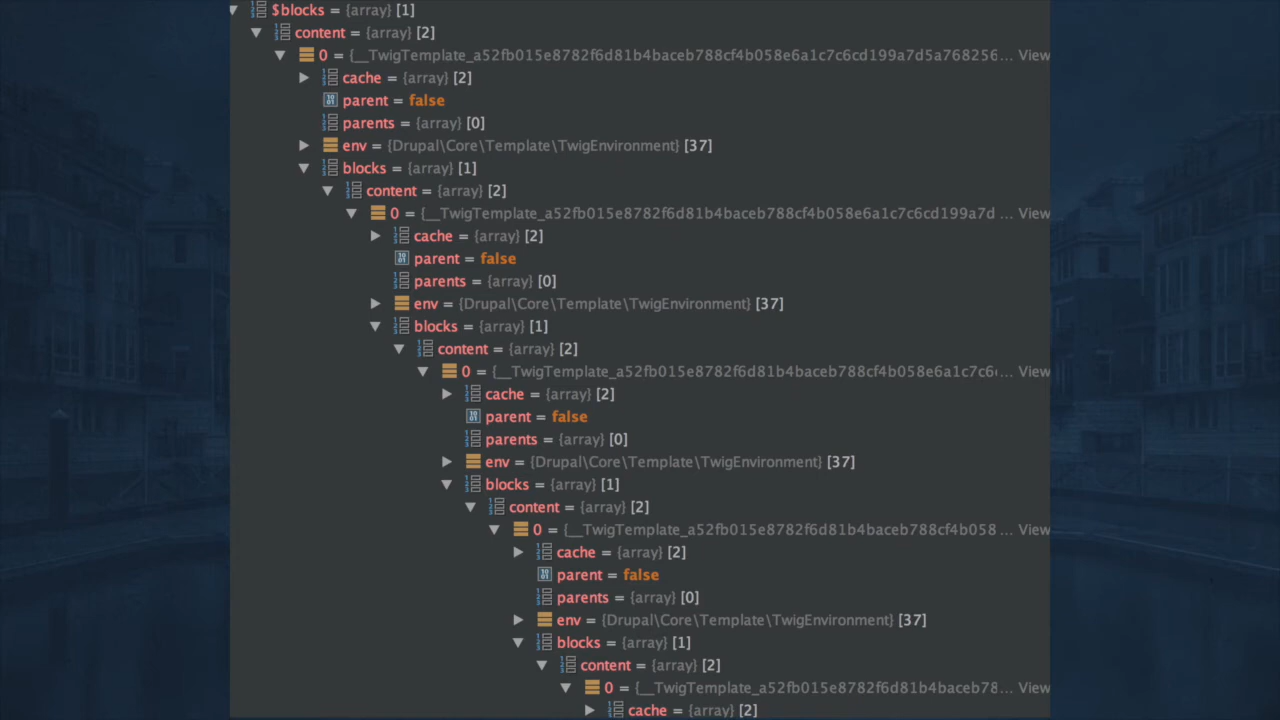 $blocks = {array} [1]
content = {array} [2]
0 = {__TwigTemplate_a52fb015e8782f6d81b4baceb788cf4b058e6a1c7c6cd199a7d5a768256... View
cache = {array} [2]
parent = false
parents = {array} [0]
env = {Drupal\Core\Template\TwigEnvironment} [37]
blocks = {array} [1]
content = {array} [2]
0 = {__TwigTemplate_a52fb015e8782f6d81b4baceb788cf4b058e6a1c7c6cd199a7d ... View
cache = {array} [2]
parent = false
parents = {array} [0]
env = {Drupal\Core\Template\TwigEnvironment} [37]
blocks = {array} [1]
content = {array} [2]
0 = {__TwigTemplate_a52fb015e8782f6d81b4baceb788cf4b058e6a1c7c6... View
cache = {array} [2]
parent = false
parents = {array} [0]
env = {Drupal\Core\Template\TwigEnvironment} [37]
blocks = {array} [1]
content = {array} [2]
0 = {__TwigTemplate_a52fb015e8782f6d81b4baceb788cf4b058 ... View
cache = {array} [2]
parent = false
parents = {array} [0]
env = {Drupal\Core\Template\TwigEnvironment} [37]
blocks = {array} [1]
content = {array} [2]
0 = {__TwigTemplate_a52fb015e8782f6d81b4baceb78... View
cache = {array} [2]